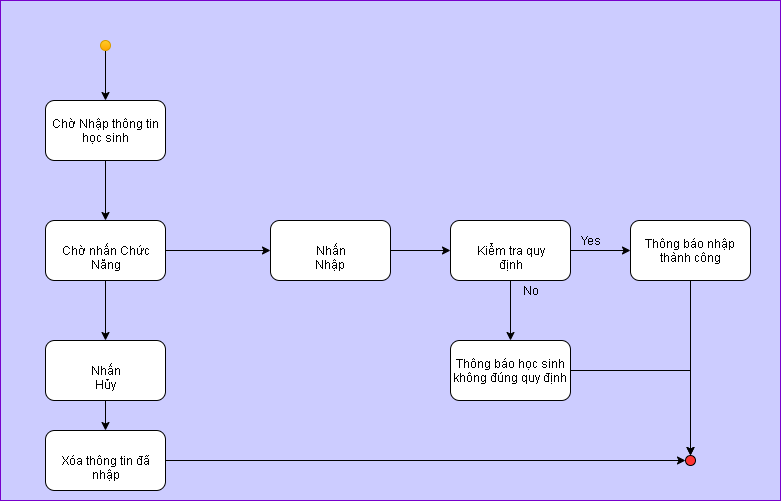 Chờ Nhập thông tin
học sinh
Chờ nhấn Chức
Nẵng
Nhấn
Nhập
Kiểm tra quy
định
Yes
Thông báo nhập
thành công
No
Nhấn
Hủy
Thông báo học sinh
không đúng quy định
Xóa thông tin đã
nhập